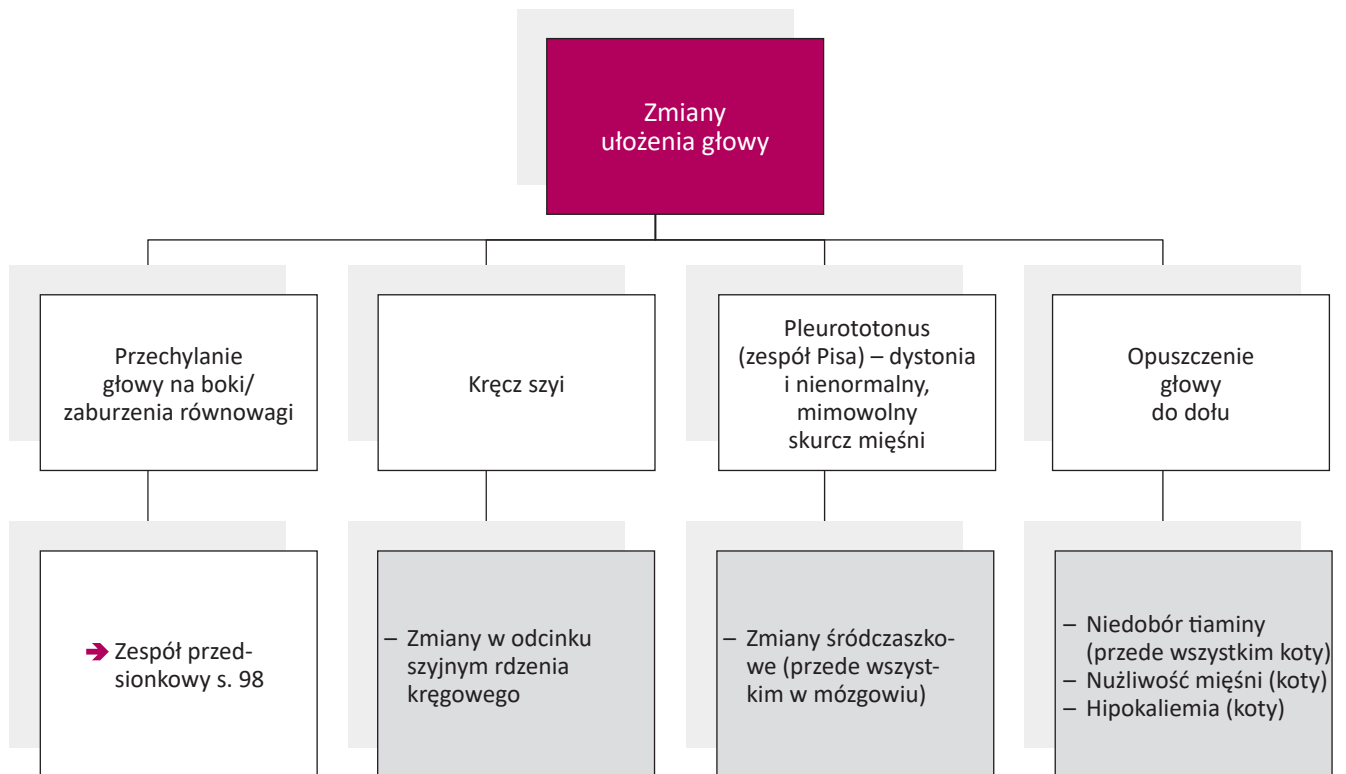 Zmiany
ułożenia głowy
Przechylanie
głowy na boki/
zaburzenia równowagi
Kręcz szyi
Pleurototonus
(zespół Pisa) – dystonia
i nienormalny,
mimowolny
skurcz mięśni
Opuszczenie
głowy
do dołu
➔ Zespół przed-
sionkowy s. 98
– Zmiany w odcinku
szyjnym rdzenia
kręgowego
– Zmiany śródczaszko-
we (przede wszyst-
kim w mózgowiu)
– Niedobór tiaminy
(przede wszystkim koty)
– Nużliwość mięśni (koty)
– Hipokaliemia (koty)